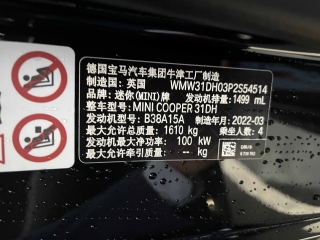 德国宝马汽车集团牛津工厂制造
制造国: 英国 WMW31DH03P2S54514
品牌: 迷你(MINI)牌 发动机排量: 1499 mL
整车型号: MINI COOPER 31DH
发动机型号: B38A15A 制造年月: 2022-03
最大允许总质量: 1610 kg 乘坐人数: 4
发动机最大净功率: 100 kW
最大允许牵引质量: -- kg